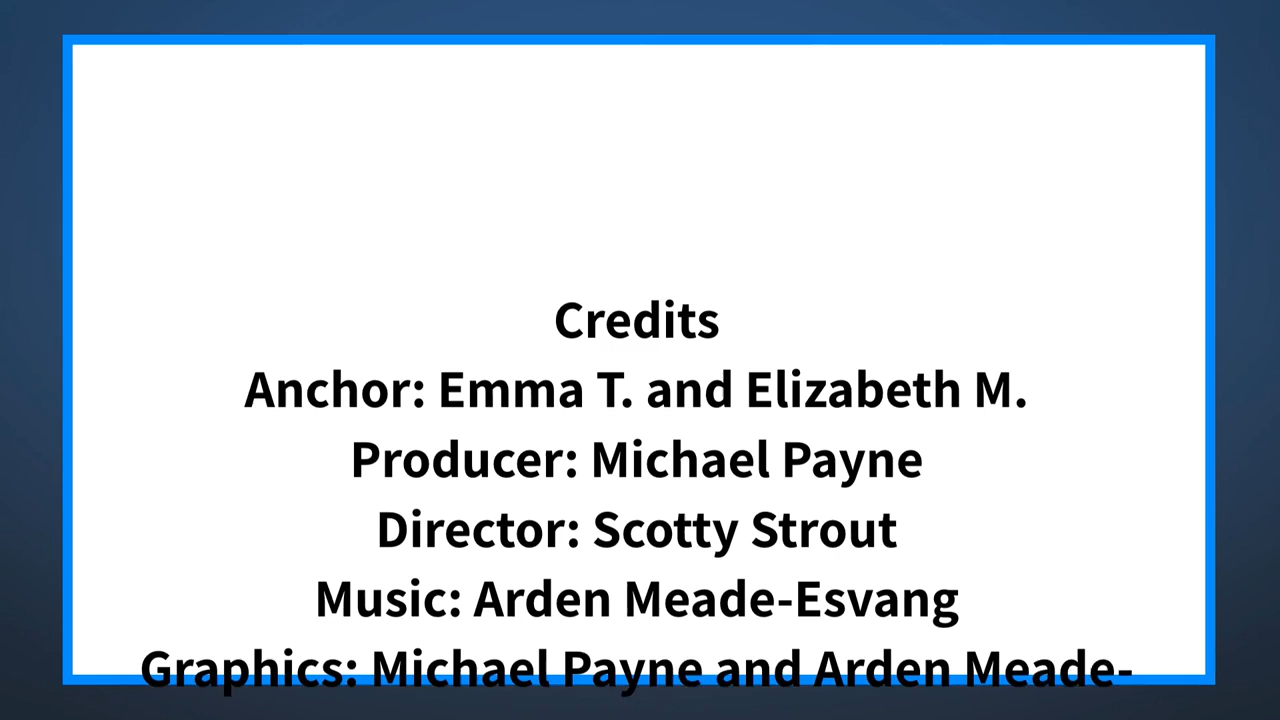 Credits
Anchor: Emma T. and Elizabeth M.
Producer: Michael Payne
Director: Scotty Strout
Music: Arden Meade-Esvang
Graphics: Michael Payne and Arden Meade-